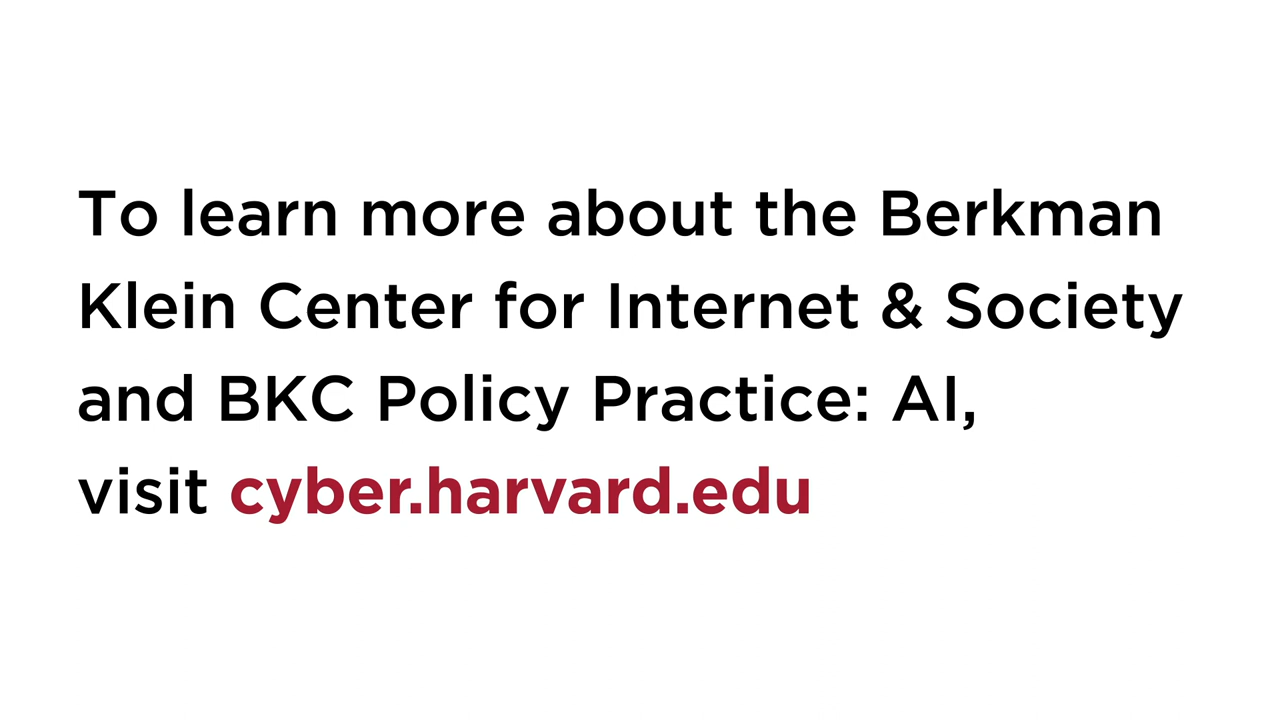 To learn more about the Berkman
Klein Center for Internet & Society
and BKC Policy Practice: AI,
visit cyber.harvard.edu